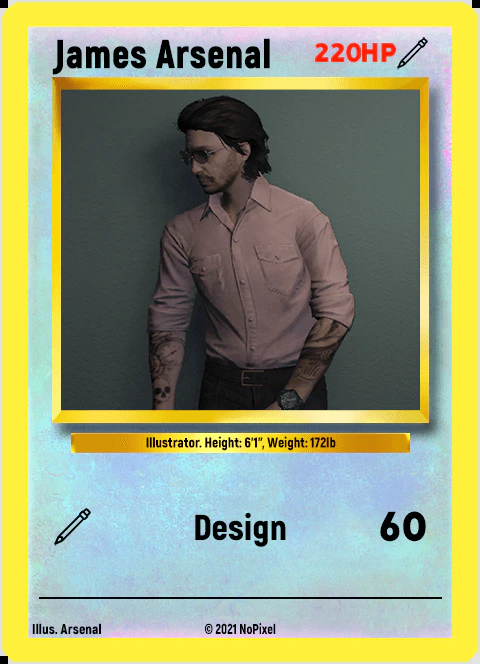 James Arsenal 220HP
Illustrator. Height: 6'1", Weight: 172lb
Design 60
Illus. Arsenal © 2021 NoPixel